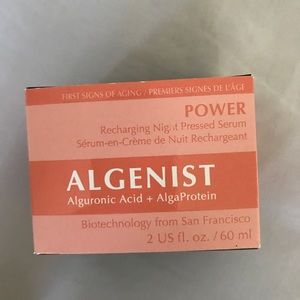 FIRST SIGNS OF AGING / PREMIERS SIGNES DE L'ÂGE
POWER
Recharging Night Pressed Serum
Sérum-en-Crème de Nuit Rechargeant
ALGENIST
Alguronic Acid + AlgaProtein
Biotechnology from San Francisco
2 US fl. oz. / 60 ml